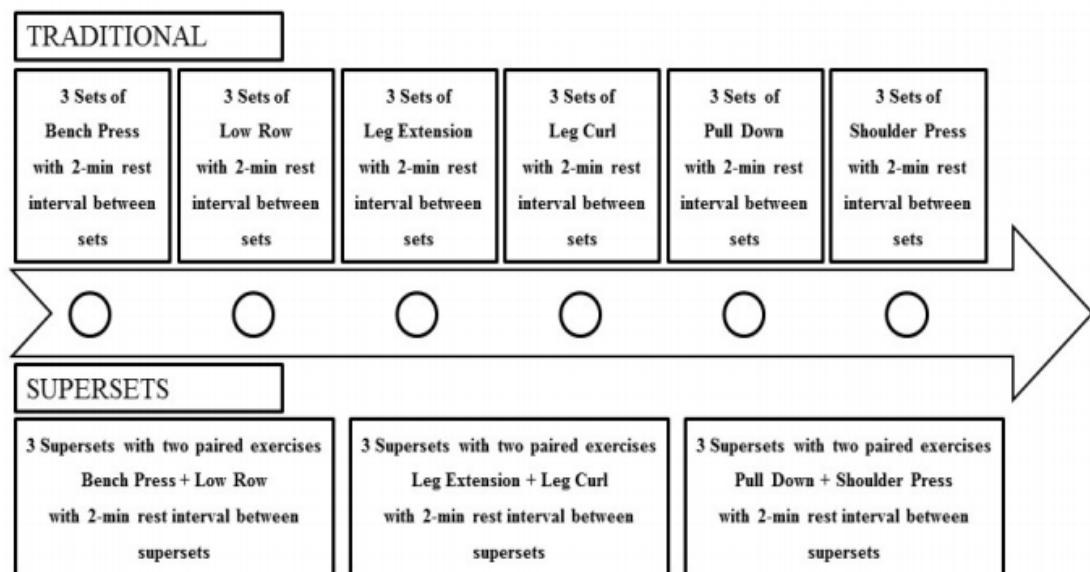 TRADITIONAL
3 Sets of
Bench Press
with 2-min rest
interval between
sets
3 Sets of
Low Row
with 2-min rest
interval between
sets
3 Sets of
Leg Extension
with 2-min rest
interval between
sets
3 Sets of
Leg Curl
with 2-min rest
interval between
sets
3 Sets of
Pull Down
with 2-min rest
interval between
sets
3 Sets of
Shoulder Press
with 2-min rest
interval between
sets
SUPERSETS
3 Supersets with two paired exercises
Bench Press + Low Row
with 2-min rest interval between
supersets
3 Supersets with two paired exercises
Leg Extension + Leg Curl
with 2-min rest interval between
supersets
3 Supersets with two paired exercises
Pull Down + Shoulder Press
with 2-min rest interval between
supersets